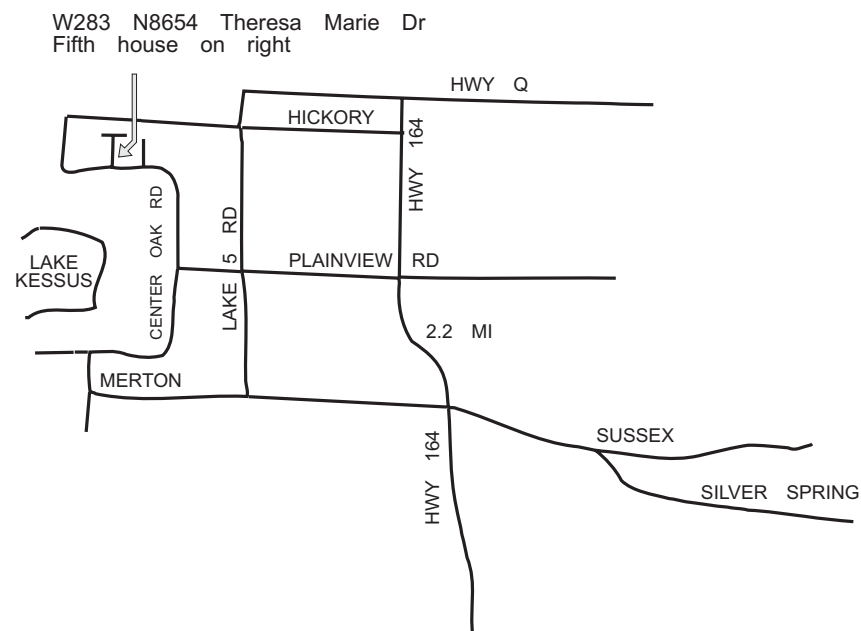 W283 N8654 Theresa Marie Dr
Fifth house on right
HWY Q
HICKORY
HWY 164
CENTER OAK RD
LAKE 5 RD
PLAINVIEW RD
LAKE
KESSUS
2.2 MI
MERTON
SUSSEX
HWY 164
SILVER SPRING